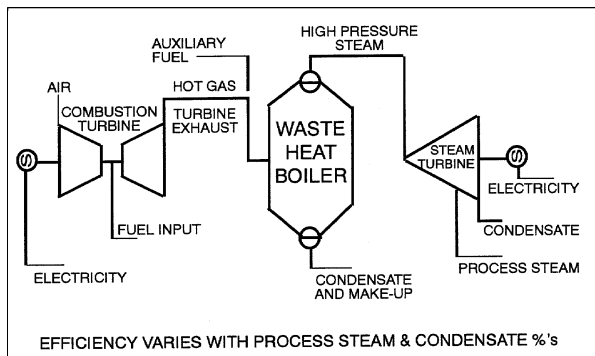 HIGH PRESSURE
STEAM
AUXILIARY
FUEL
AIR
HOT GAS
COMBUSTION
TURBINE
TURBINE
EXHAUST
WASTE
HEAT
BOILER
STEAM
TURBINE
S
S
ELECTRICITY
FUEL INPUT
CONDENSATE
PROCESS STEAM
ELECTRICITY
CONDENSATE
AND MAKE-UP
EFFICIENCY VARIES WITH PROCESS STEAM & CONDENSATE %'s